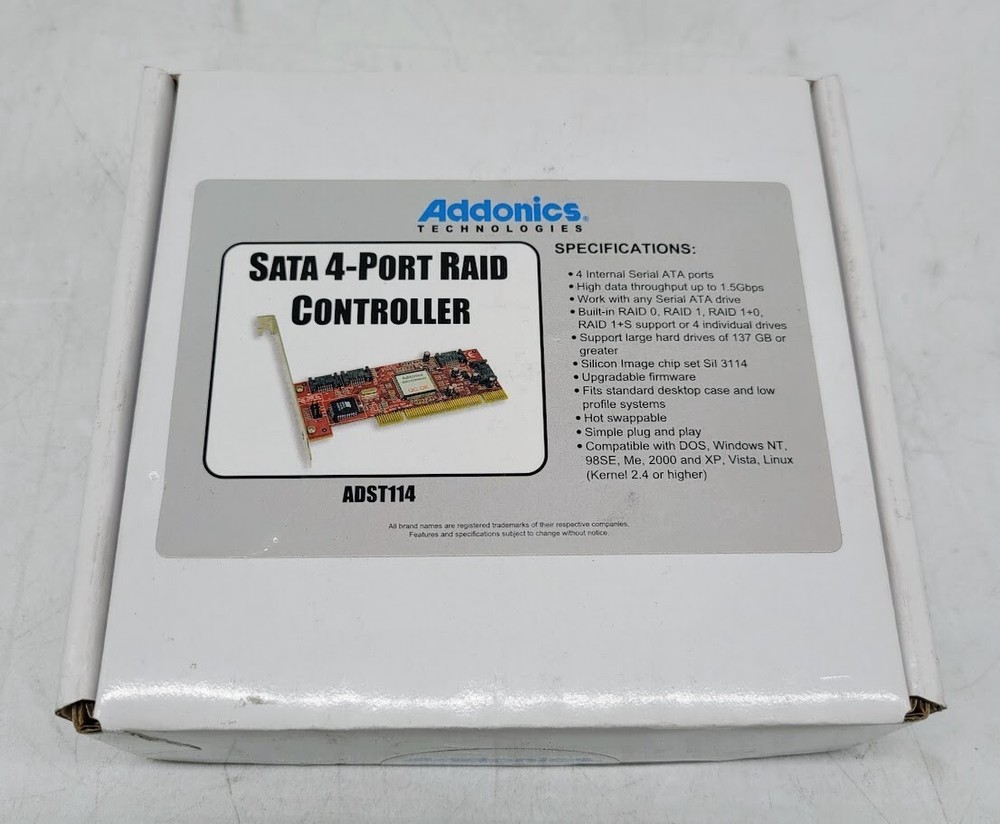 Addonics®
TECHNOLOGIES
SATA 4-PORT RAID
CONTROLLER
ADST114
SPECIFICATIONS:
• 4 Internal Serial ATA ports
• High data throughput up to 1.5Gbps
• Work with any Serial ATA drive
• Built-in RAID 0, RAID 1, RAID 1+0,
RAID 1+S support or 4 individual drives
• Support large hard drives of 137 GB or
greater
• Silicon Image chip set Sil 3114
• Upgradable firmware
• Fits standard desktop case and low
profile systems
• Hot swappable
• Simple plug and play
• Compatible with DOS, Windows NT,
98SE, Me, 2000 and XP, Vista, Linux
(Kernel 2.4 or higher)
All brand names are registered trademarks of their respective companies.
Features and specifications subject to change without notice.
Addonics